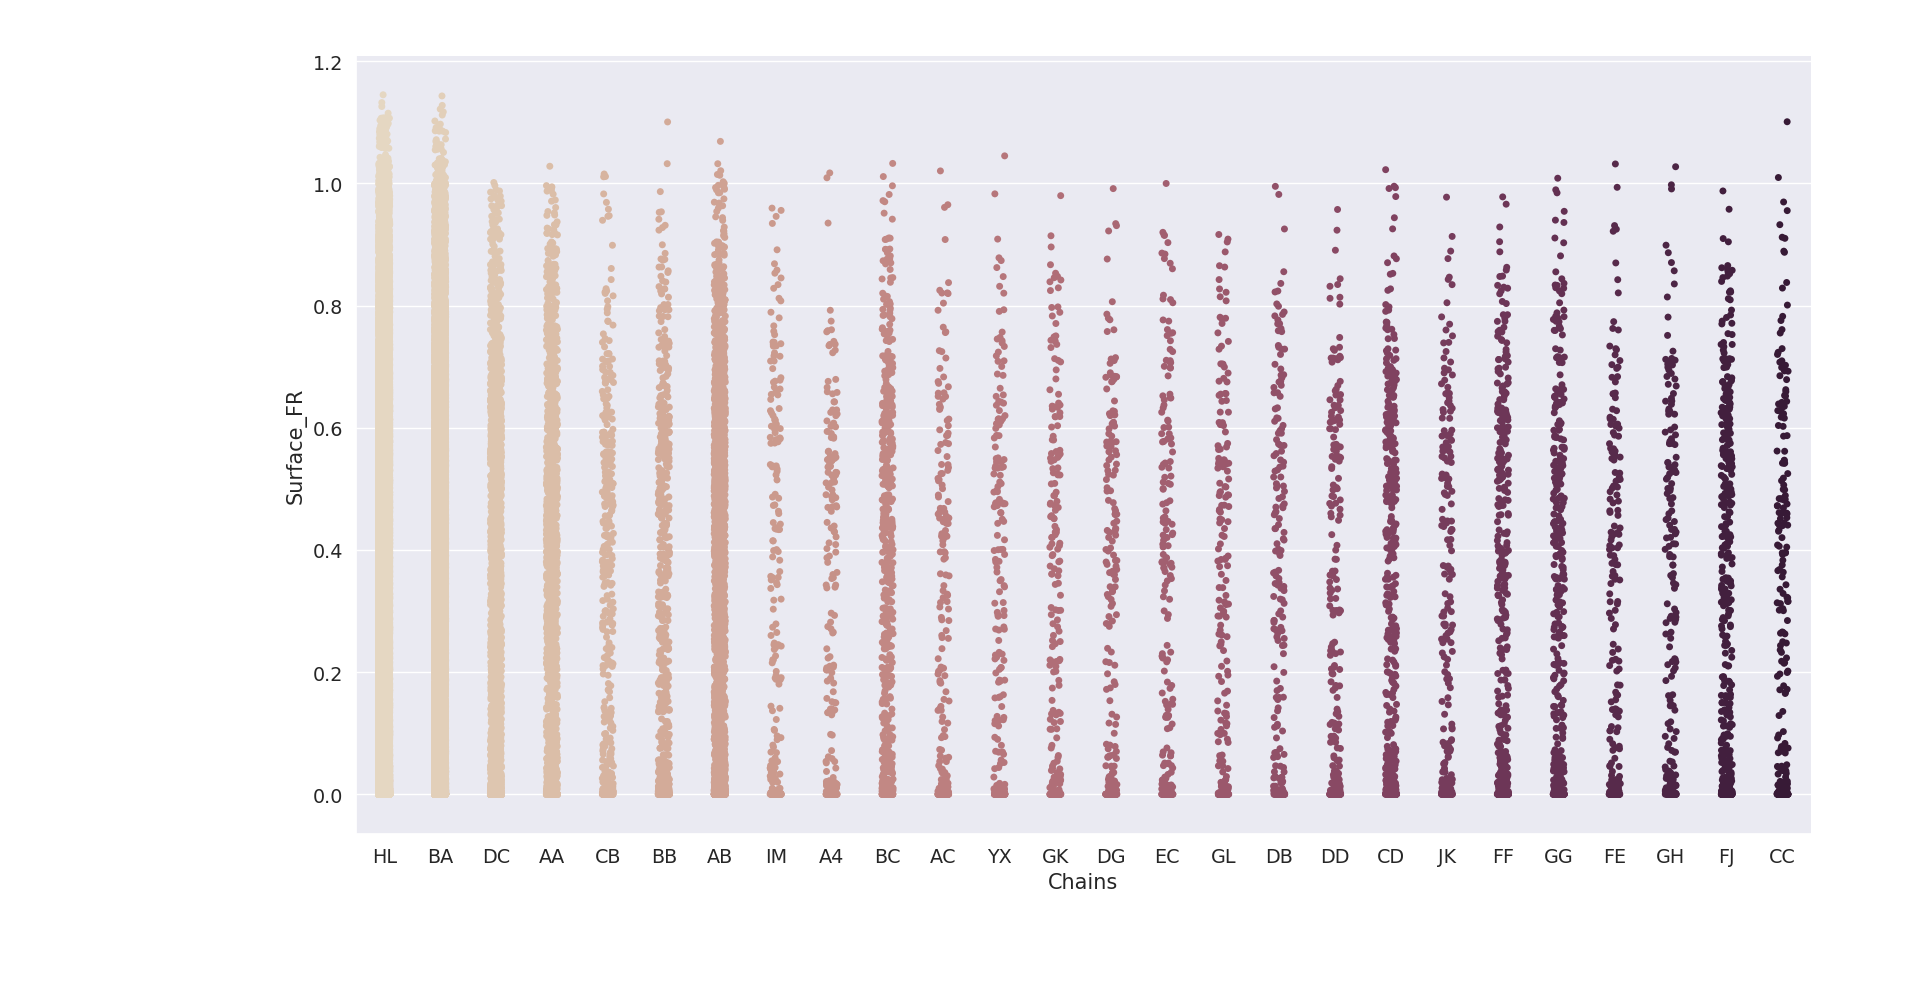 1.2
1.0
0.8
0.6
0.4
0.2
0.0
Surface_FR
HL BA DC AA CB BB AB IM A4 BC AC YX GK DG EC GL DB DD CD JK FF GG FE GH FJ CC
Chains